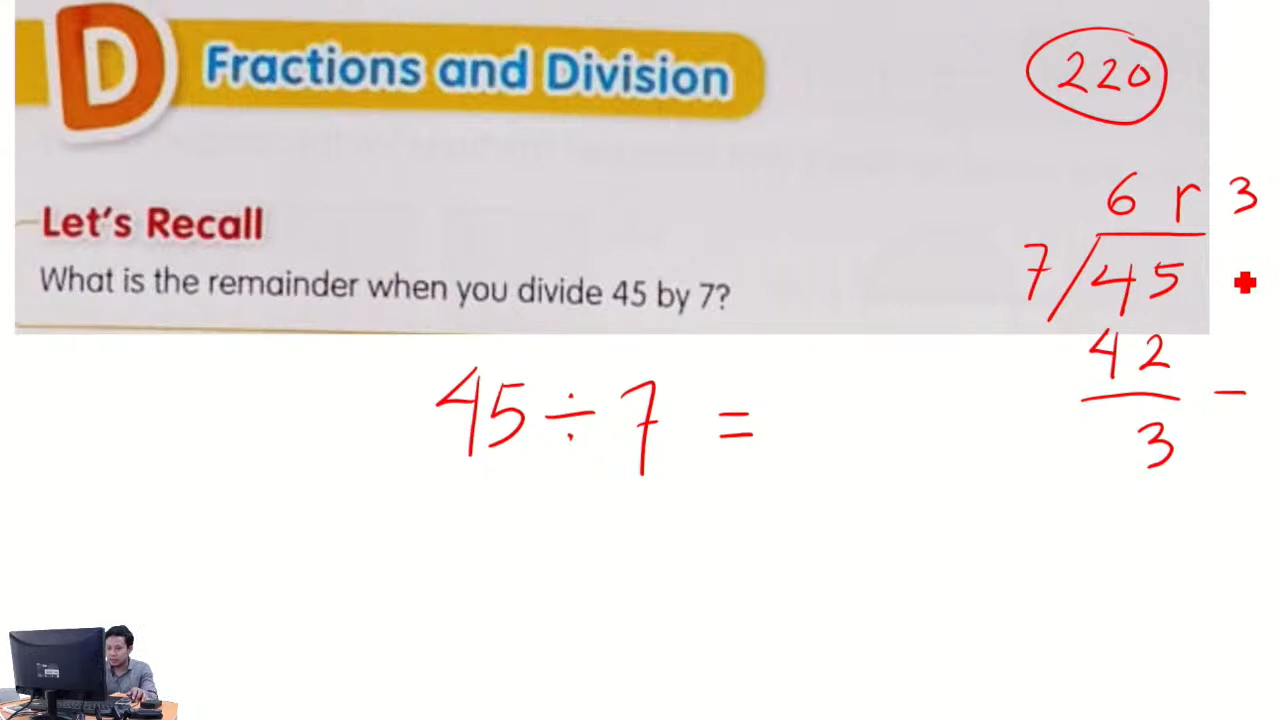 D Fractions and Division
220
Let's Recall
What is the remainder when you divide 45 by 7?
6 r 3
7/45
42 −
3
45 ÷ 7 =